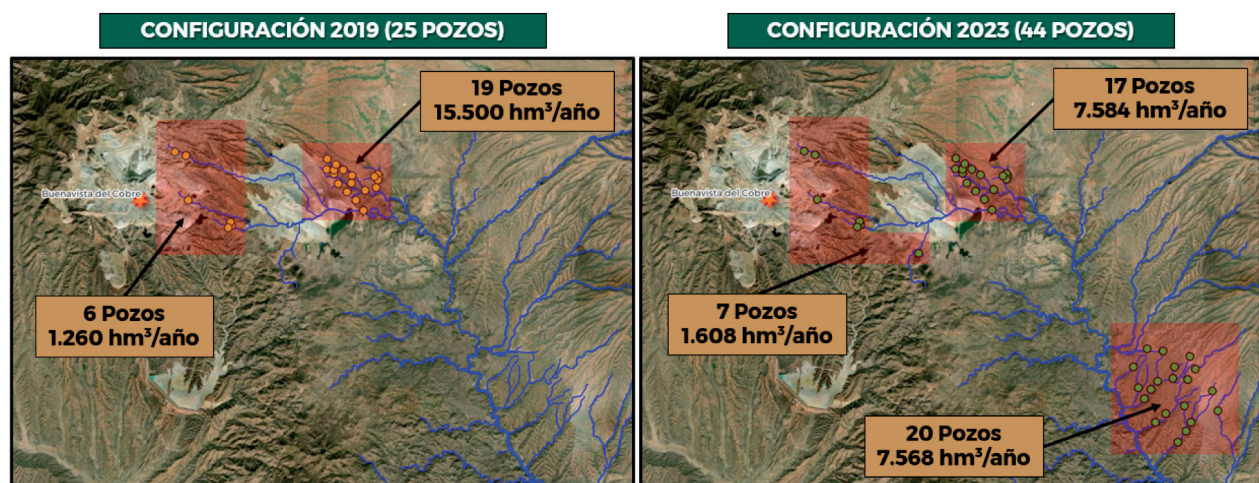 CONFIGURACIÓN 2019 (25 POZOS)
19 Pozos
15.500 hm³/año
Buenavista del Cobre
6 Pozos
1.260 hm³/año
CONFIGURACIÓN 2023 (44 POZOS)
17 Pozos
7.584 hm³/año
Buenavista del Cobre
7 Pozos
1.608 hm³/año
20 Pozos
7.568 hm³/año